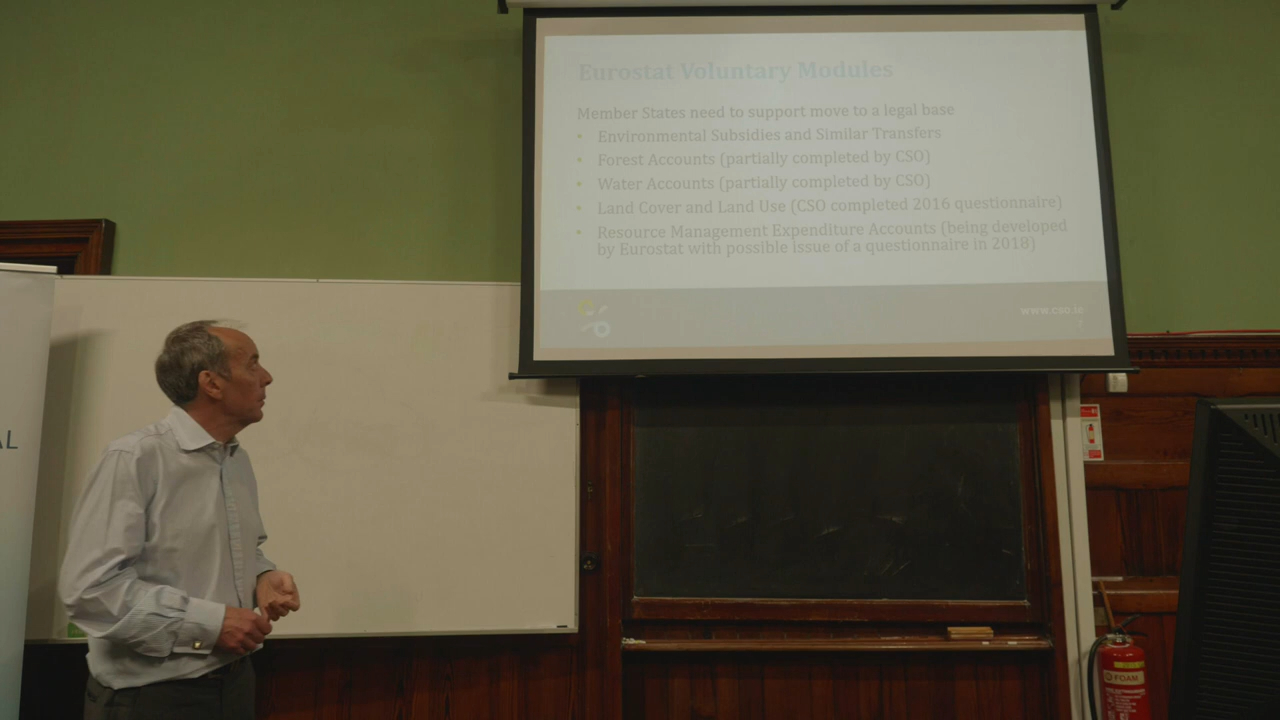 Eurostat Voluntary Modules
Member States need to support move to a legal base
• Environmental Subsidies and Similar Transfers
• Forest Accounts (partially completed by CSO)
• Water Accounts (partially completed by CSO)
• Land Cover and Land Use (CSO completed 2016 questionnaire)
• Resource Management Expenditure Accounts (being developed
by Eurostat with possible issue of a questionnaire in 2018)
www.cso.ie
AL
FOAM